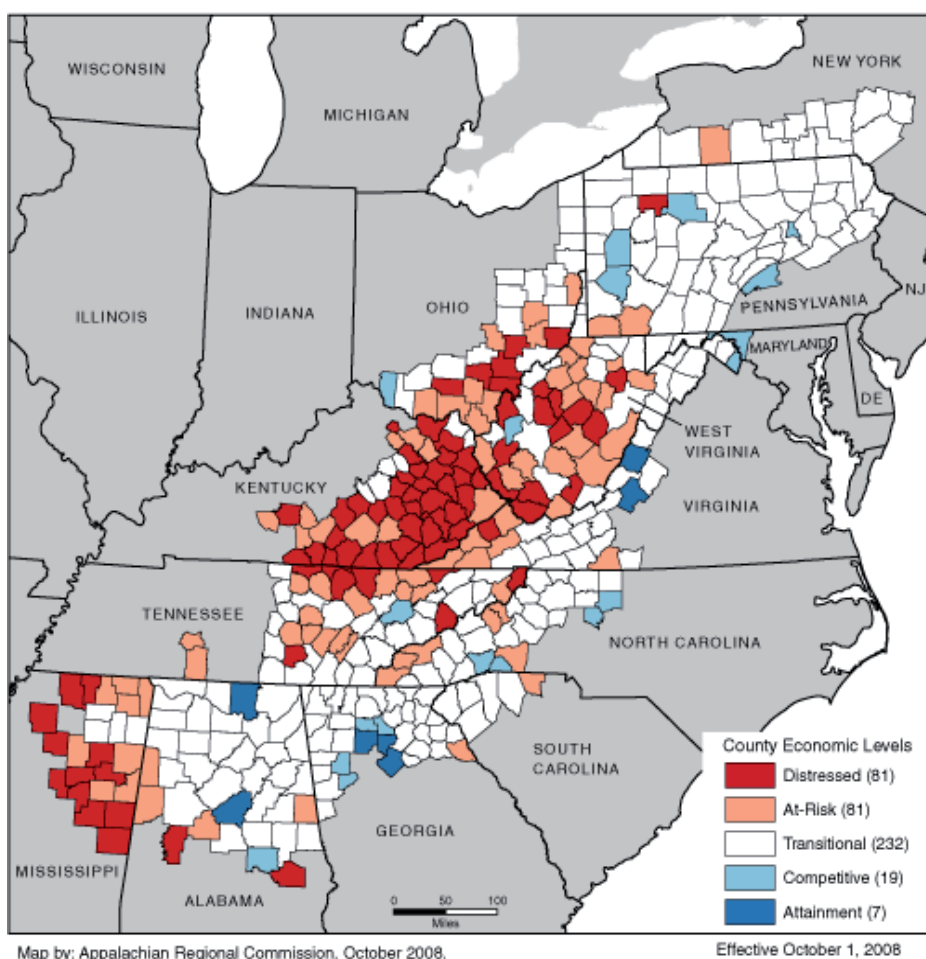 WISCONSIN
NEW YORK
MICHIGAN
PENNSYLVANIA
NJ
OHIO
ILLINOIS
INDIANA
MARYLAND
DE
WEST
VIRGINIA
KENTUCKY
VIRGINIA
TENNESSEE
NORTH CAROLINA
SOUTH
CAROLINA
GEORGIA
MISSISSIPPI
ALABAMA
0 50 100
Miles
County Economic Levels
Distressed (81)
At-Risk (81)
Transitional (232)
Competitive (19)
Attainment (7)
Map by: Appalachian Regional Commission, October 2008.
Effective October 1, 2008